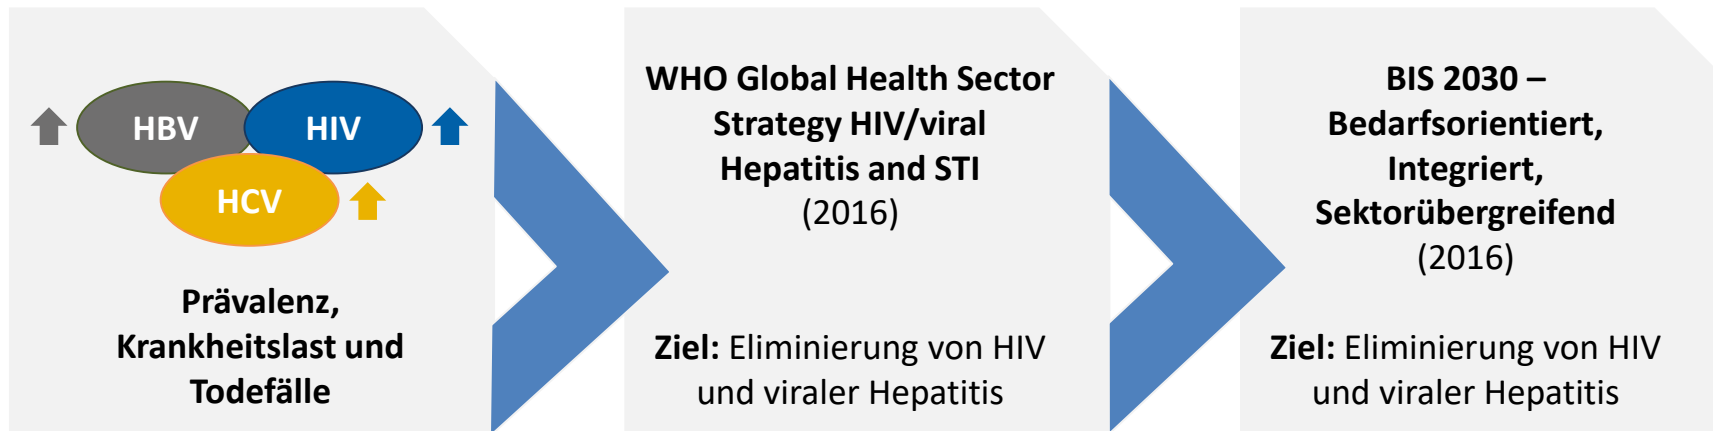 HBV
HIV
HCV
Prävalenz,
Krankheitslast und
Todefälle
WHO Global Health Sector
Strategy HIV/viral
Hepatitis and STI
(2016)
Ziel: Eliminierung von HIV
und viraler Hepatitis
BIS 2030 –
Bedarfsorientiert,
Integriert,
Sektorübergreifend
(2016)
Ziel: Eliminierung von HIV
und viraler Hepatitis